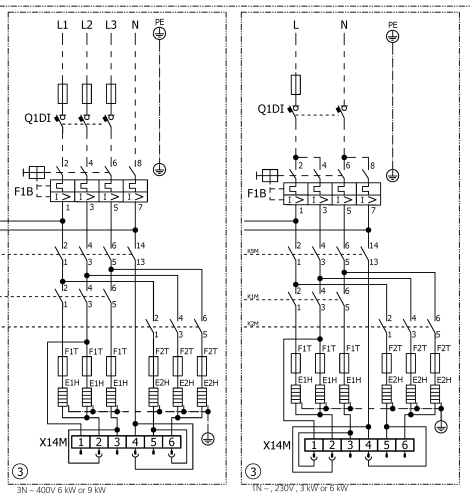 L1 L2 L3 N PE
Q1DI
2 4 6 8
F1B
I > I > I > I >
1 3 5 7
2 4 6 14
1 3 5 13
2 4 6
1 3 5
2 4 6
1 3 5
F1T F1T F1T F2T F2T F2T
E1H E1H E1H E2H E2H E2H
X14M 1 2 3 4 5 6
3
3N ~ 400V 6 kW or 9 kW
L N PE
Q1DI
2 4 6 8
F1B
I > I > I > I >
1 3 5 7
K5M
2 4 6 14
1 3 5 13
K1M
2 4 6
1 3 5
K2M
2 4 6
1 3 5
F1T F1T F1T F2T F2T F2T
E1H E1H E1H E2H E2H E2H
X14M 1 2 3 4 5 6
3
1N ~, 230V, 3 kW or 6 kW